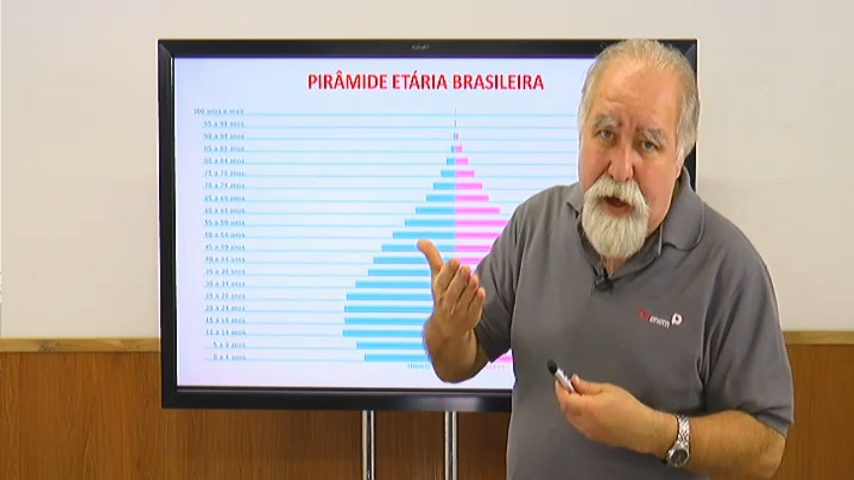 PIRÂMIDE ETÁRIA BRASILEIRA
100 anos e mais
95 a 99 anos
90 a 94 anos
85 a 89 anos
80 a 84 anos
75 a 79 anos
70 a 74 anos
65 a 69 anos
60 a 64 anos
55 a 59 anos
50 a 54 anos
45 a 49 anos
40 a 44 anos
35 a 39 anos
30 a 34 anos
25 a 29 anos
20 a 24 anos
15 a 19 anos
10 a 14 anos
5 a 9 anos
0 a 4 anos
enem